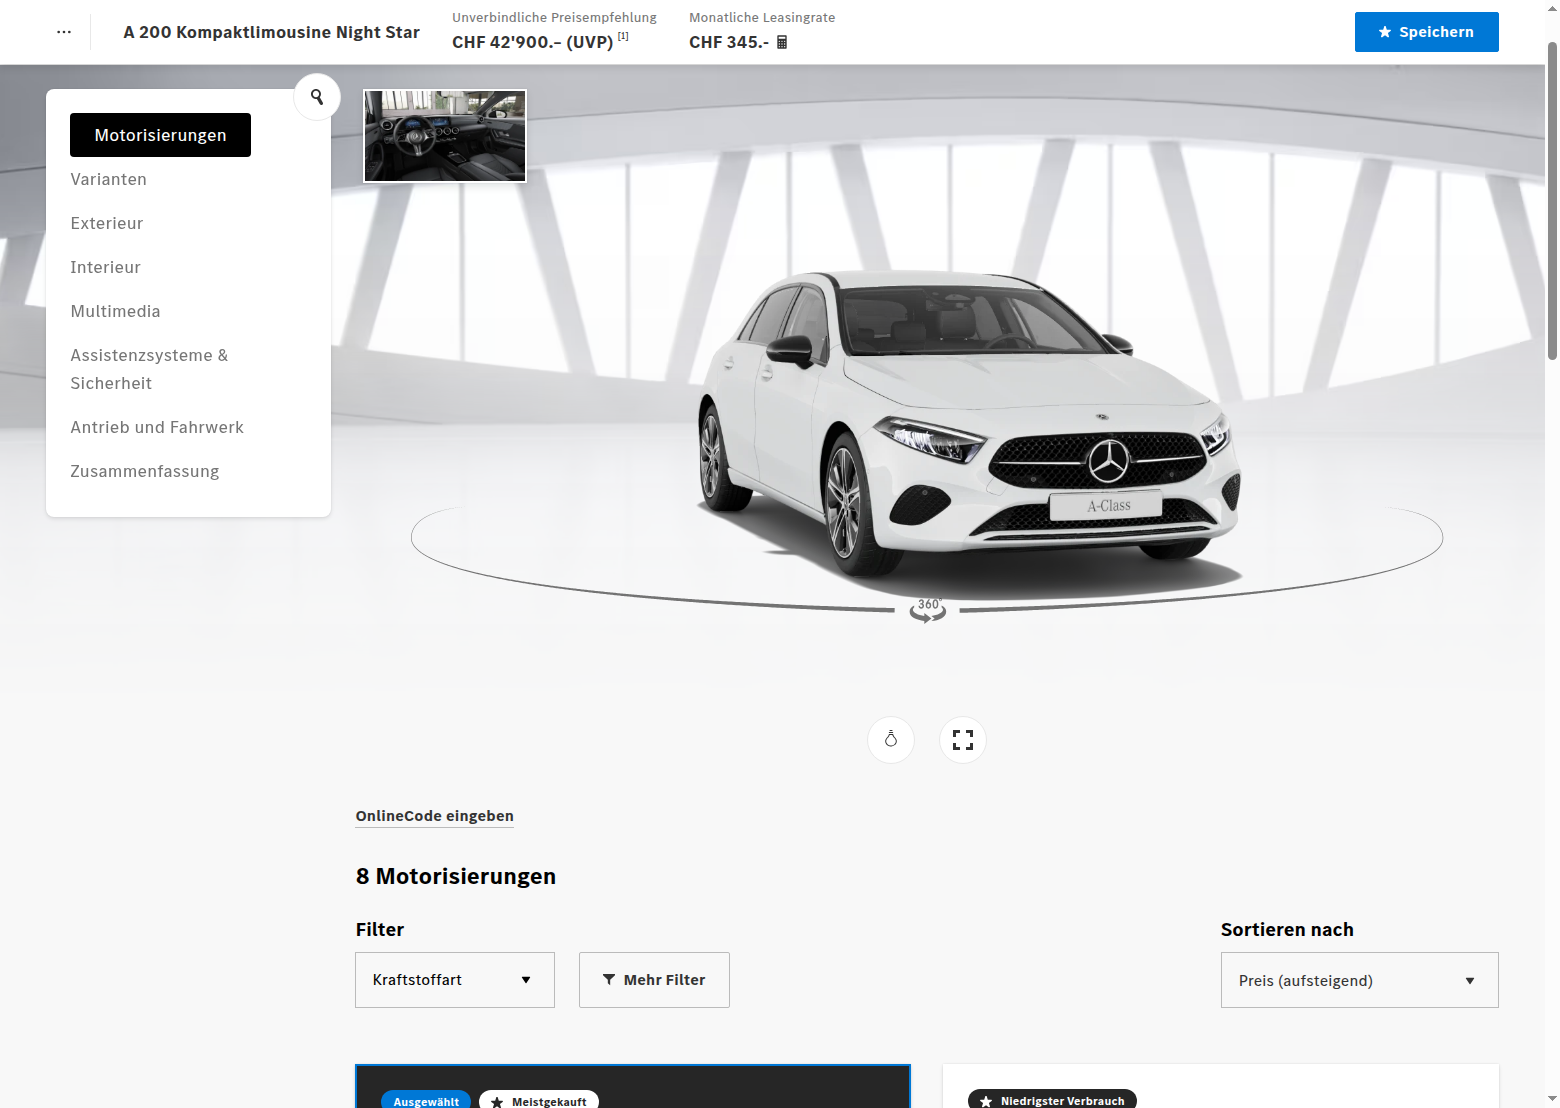 A 200 Kompaktlimousine Night Star
Unverbindliche Preisempfehlung
CHF 42'900.– (UVP) [1]
Monatliche Leasingrate
CHF 345.-
Speichern
Motorisierungen
Varianten
Exterieur
Interieur
Multimedia
Assistenzsysteme &
Sicherheit
Antrieb und Fahrwerk
Zusammenfassung
A-Class
360°
OnlineCode eingeben
8 Motorisierungen
Filter
Sortieren nach
Kraftstoffart
Mehr Filter
Preis (aufsteigend)
Ausgewählt
Meistgekauft
Niedrigster Verbrauch